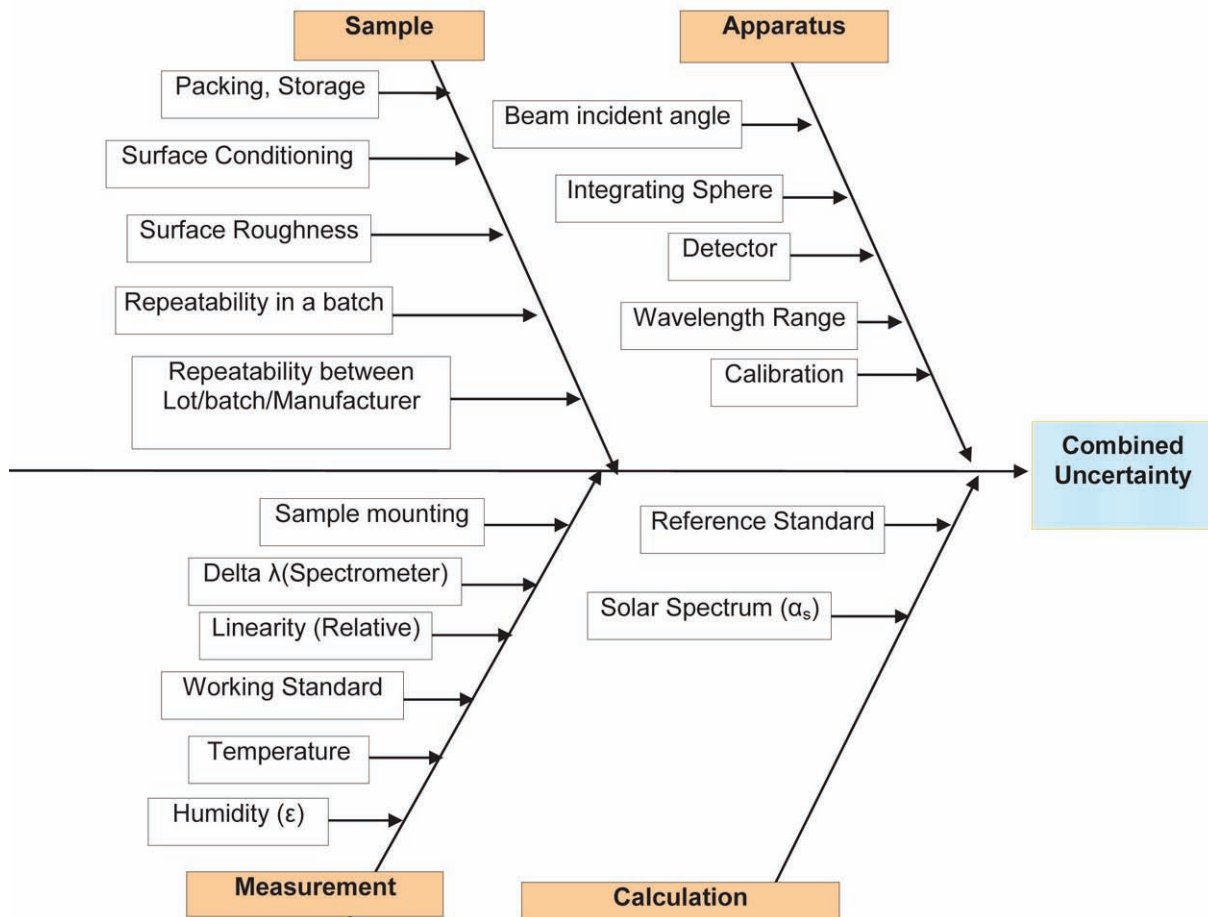 Sample
Packing, Storage
Surface Conditioning
Surface Roughness
Repeatability in a batch
Repeatability between
Lot/batch/Manufacturer
Apparatus
Beam incident angle
Integrating Sphere
Detector
Wavelength Range
Calibration
Combined
Uncertainty
Sample mounting
Delta λ(Spectrometer)
Linearity (Relative)
Working Standard
Temperature
Humidity (ε)
Measurement
Reference Standard
Solar Spectrum (αₛ)
Calculation